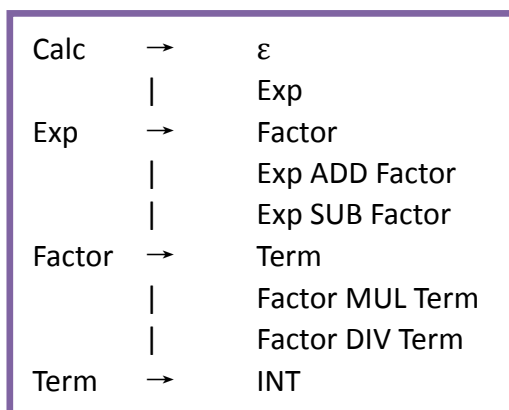 Calc → ε
| Exp
Exp → Factor
| Exp ADD Factor
| Exp SUB Factor
Factor → Term
| Factor MUL Term
| Factor DIV Term
Term → INT